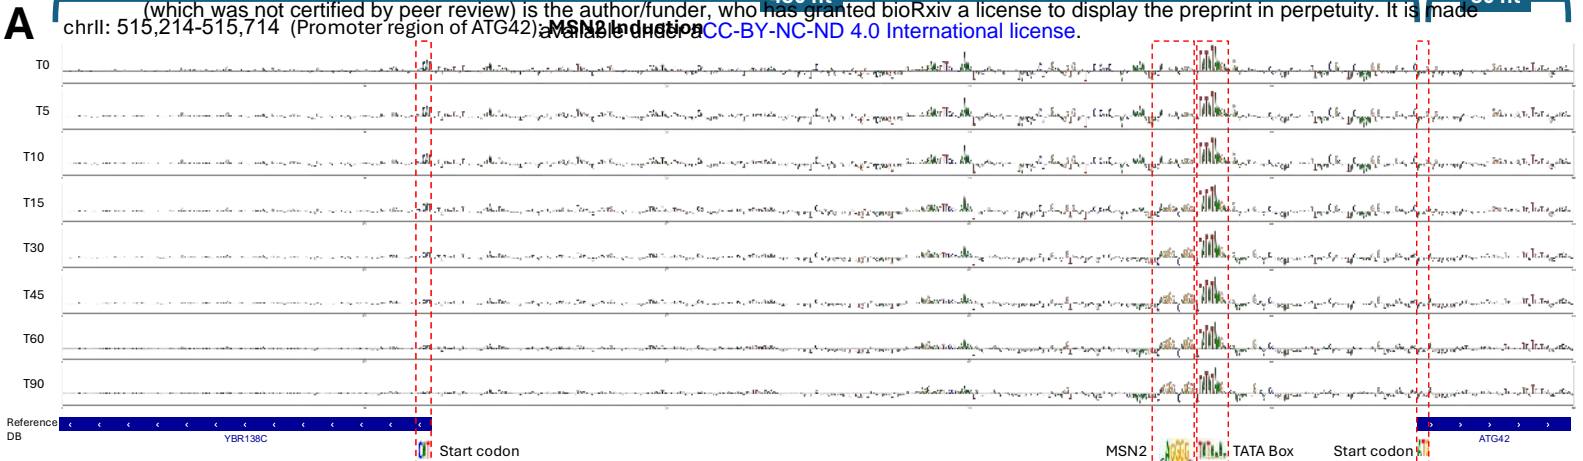 (which was not certified by peer review) is the author/funder, who has granted bioRxiv a license to display the preprint in perpetuity. It is made
available under aCC-BY-NC-ND 4.0 International license.
A
chrII: 515,214-515,714 (Promoter region of ATG42): MSN2 Induction
T0
T5
T10
T15
T30
T45
T60
T90
Reference
DB
YBR138C
ATG42
Start codon
MSN2
TATA Box
Start codon